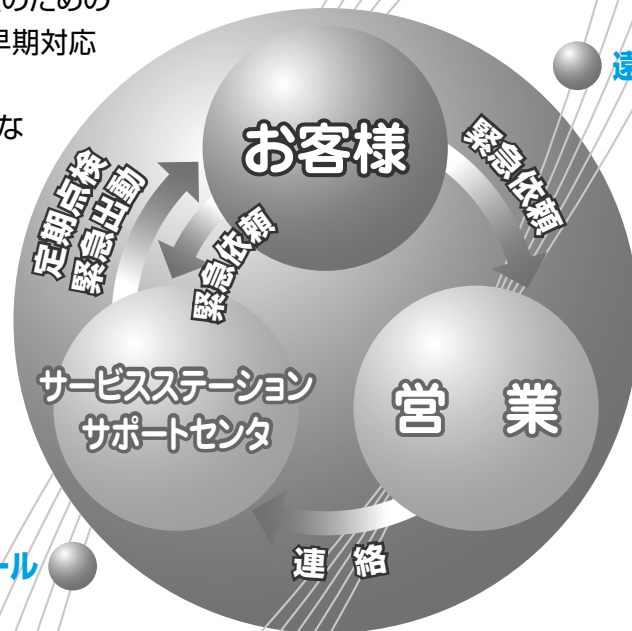 のための
早期対応
な
遠
お客様
緊急依頼
定期点検
緊急出動
緊急依頼
サービスステーション
サポートセンタ
営 業
連 絡
ール